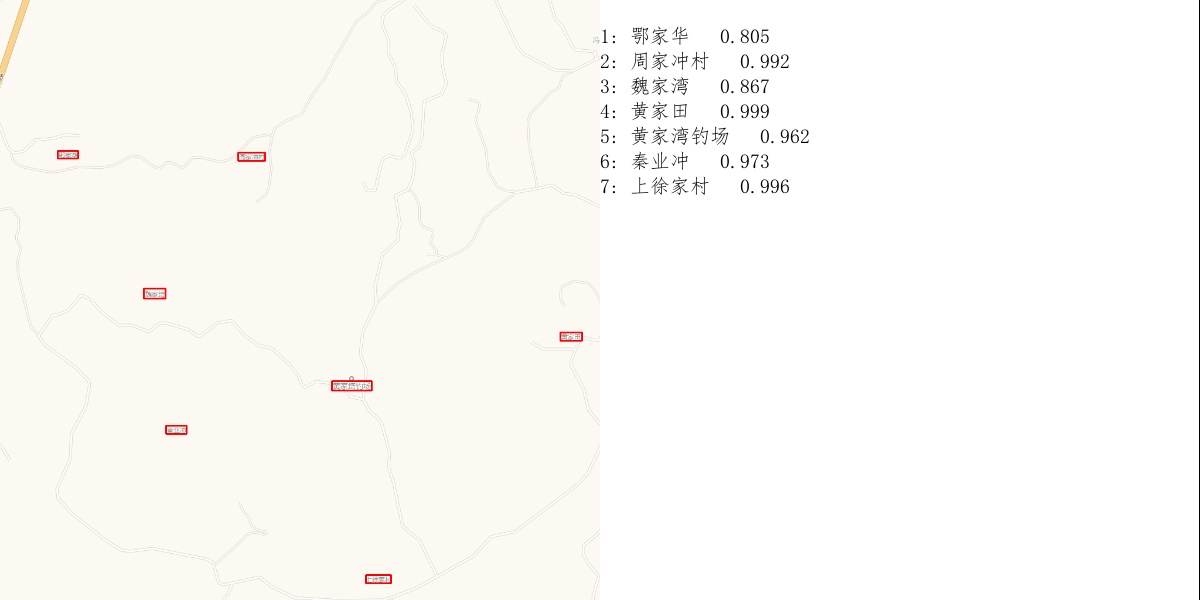 1: 鄂家华 0.805
2: 周家冲村 0.992
3: 魏家湾 0.867
4: 黄家田 0.999
5: 黄家湾钓场 0.962
6: 秦业冲 0.973
7: 上徐家村 0.996